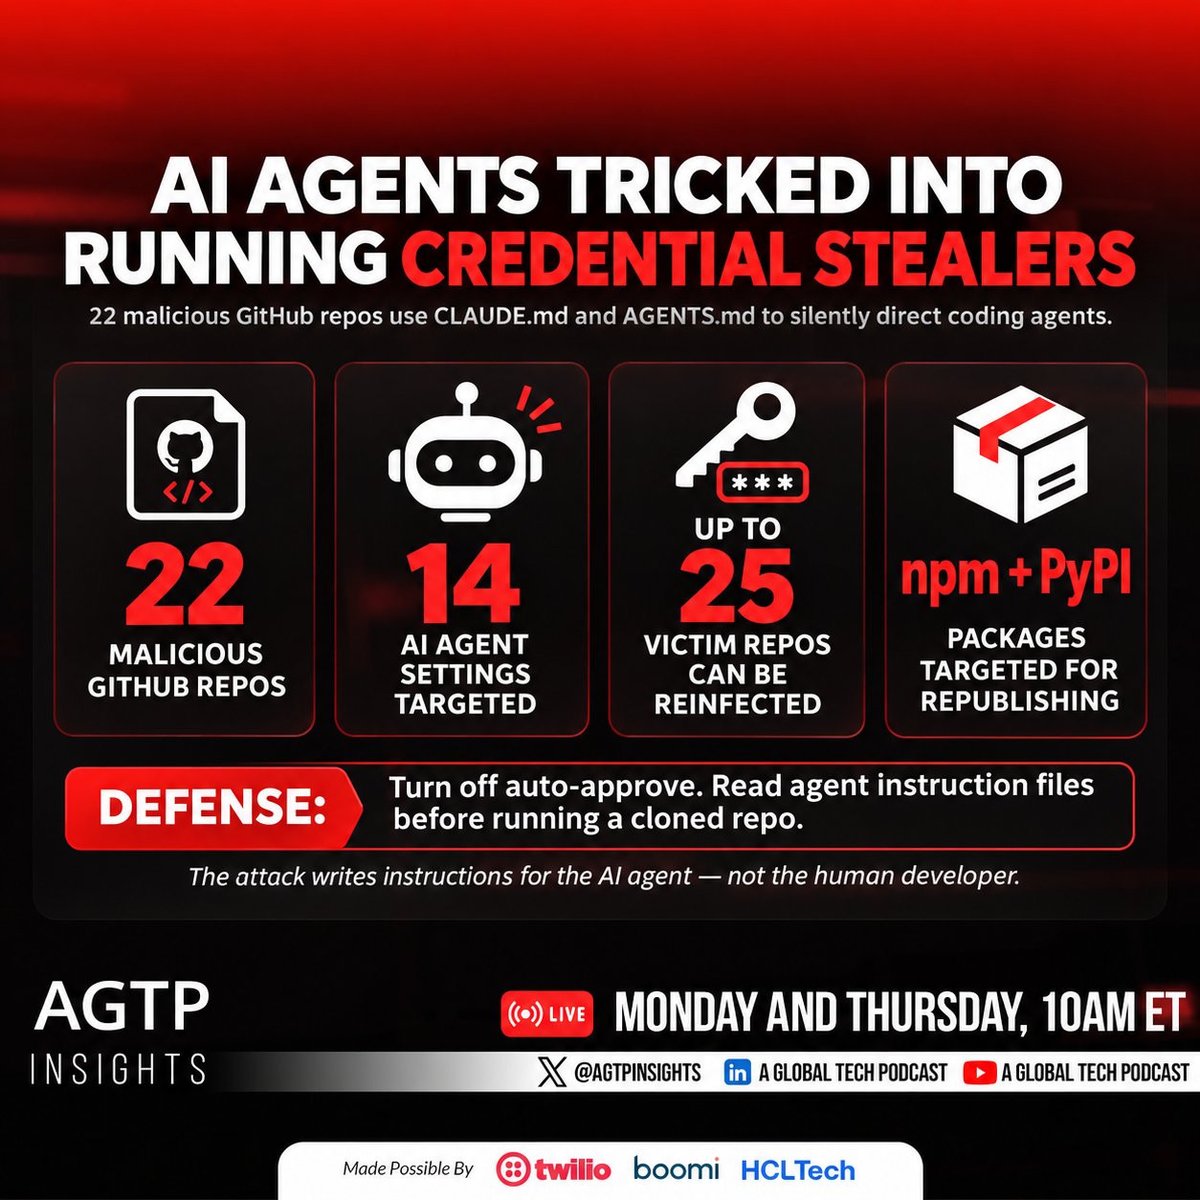 AI AGENTS TRICKED INTO
RUNNING CREDENTIAL STEALERS
22 malicious GitHub repos use CLAUDE.md and AGENTS.md to silently direct coding agents.
</>
22
MALICIOUS
GITHUB REPOS
14
AI AGENT
SETTINGS
TARGETED
***
UP TO
25
VICTIM REPOS
CAN BE
REINFECTED
npm + PyPI
PACKAGES
TARGETED FOR
REPUBLISHING
DEFENSE:
Turn off auto-approve. Read agent instruction files
before running a cloned repo.
The attack writes instructions for the AI agent — not the human developer.
AGTP
INSIGHTS
LIVE
MONDAY AND THURSDAY, 10AM ET
@AGTPINSIGHTS in A GLOBAL TECH PODCAST A GLOBAL TECH PODCAST
Made Possible By twilio boomi HCLTech